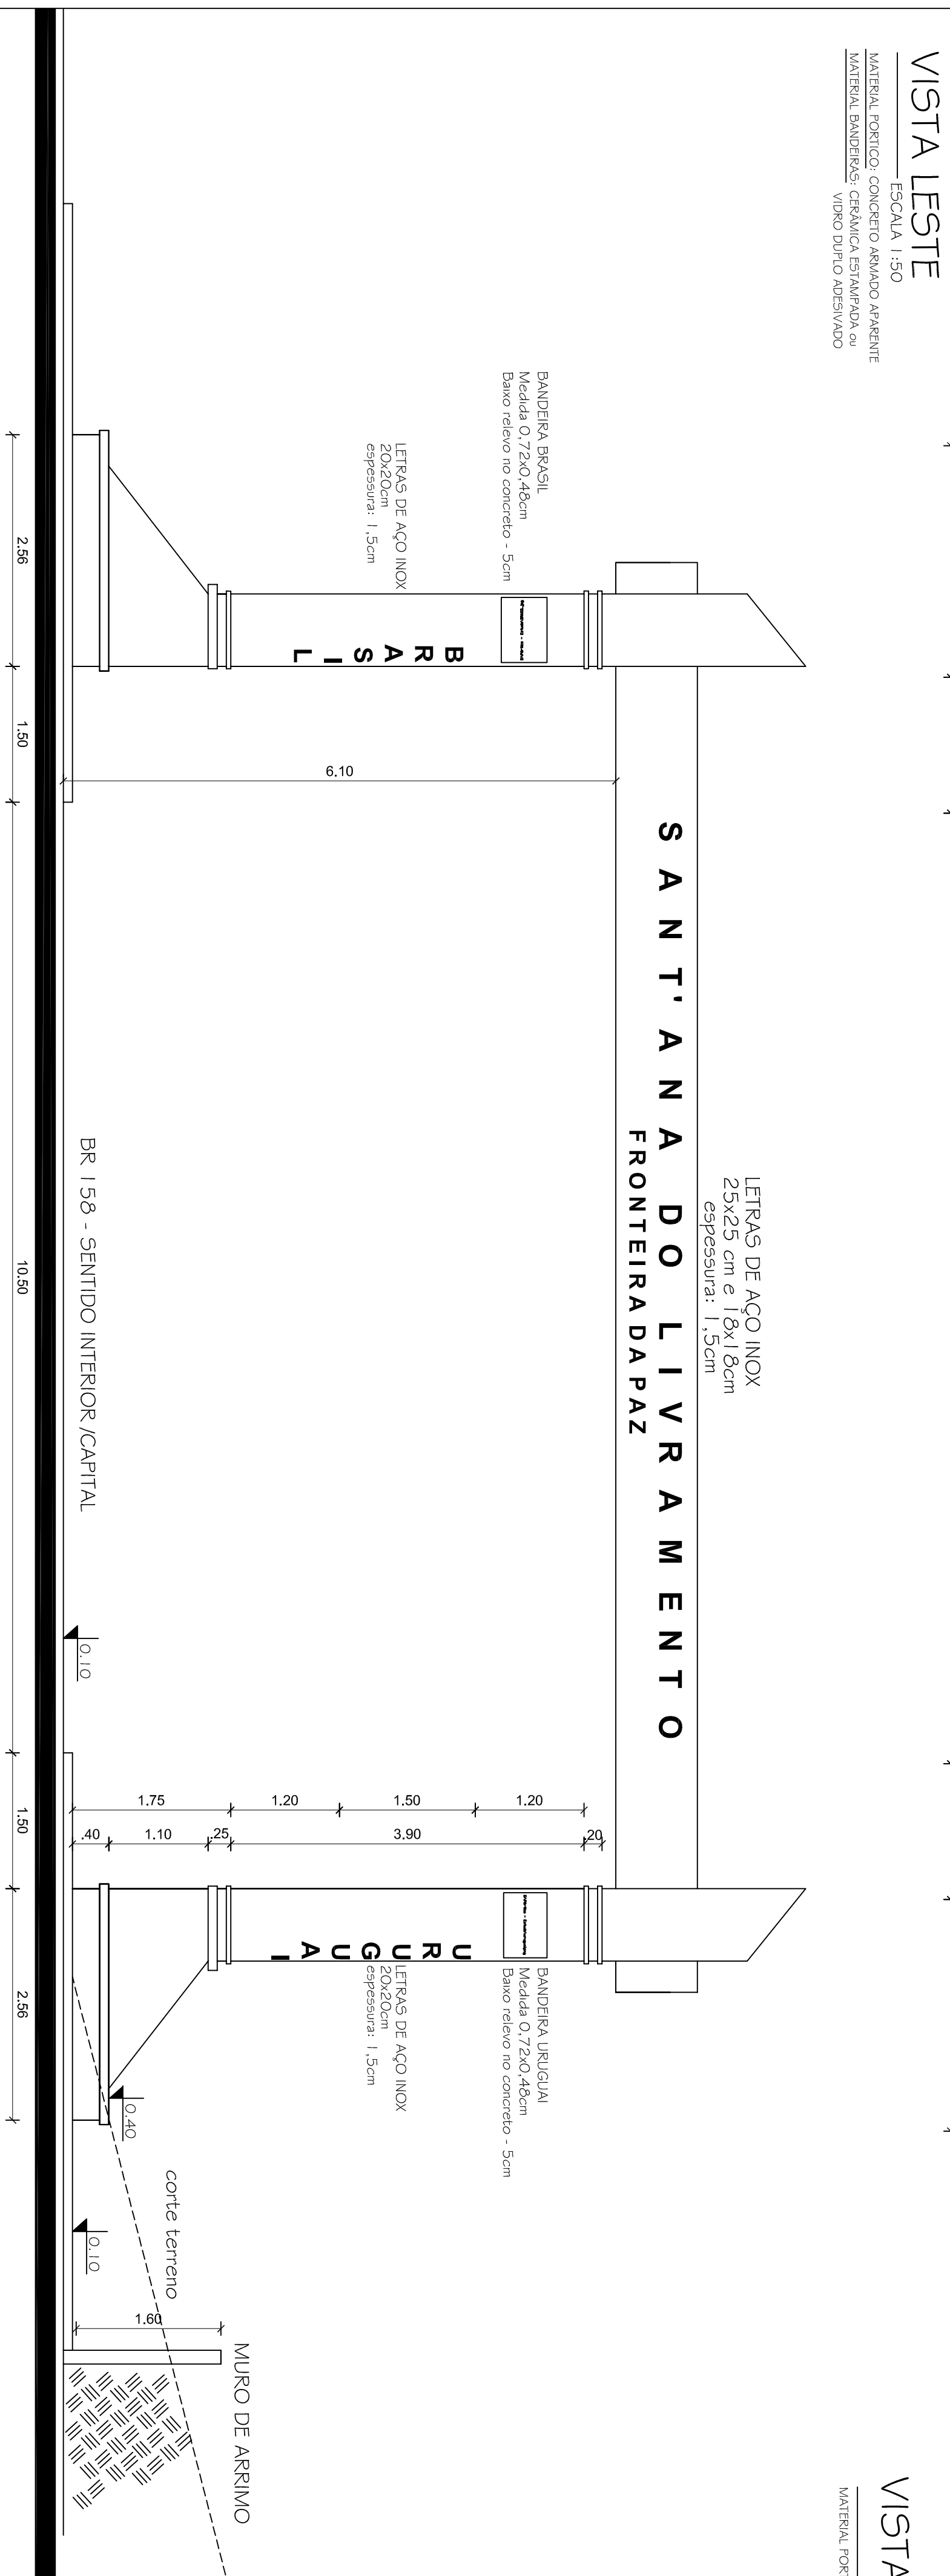 VISTA LESTE
ESCALA 1:50
MATERIAL PORTICO: CONCRETO ARMADO APARENTE
MATERIAL BANDEIRAS: CERÂMICA ESTAMPADA ou
VIDRO DUPLO ADESIVADO
LETRAS DE AÇO INOX
25x25 cm e 18x18cm
espessura: 1,5cm
SANT'ANA DO LIVRAMENTO
FRONTEIRA DA PAZ
BANDEIRA BRASIL
Medida 0,72x0,48cm
Baixo relevo no concreto - 5cm
BRASIL
LETRAS DE AÇO INOX
20x20cm
espessura: 1,5cm
6.10
BANDEIRA URUGUAI
Medida 0,72x0,48cm
Baixo relevo no concreto - 5cm
URUGUAI
LETRAS DE AÇO INOX
20x20cm
espessura: 1,5cm
1.75
1.20
1.50
1.20
.40
1.10
.25
3.90
.20
BR 158 - SENTIDO INTERIOR /CAPITAL
0.10
0.40
corte terreno
0.10
1.60
MURO DE ARRIMO
2.56
1.50
10.50
1.50
2.56
VISTA
MATERIAL POR